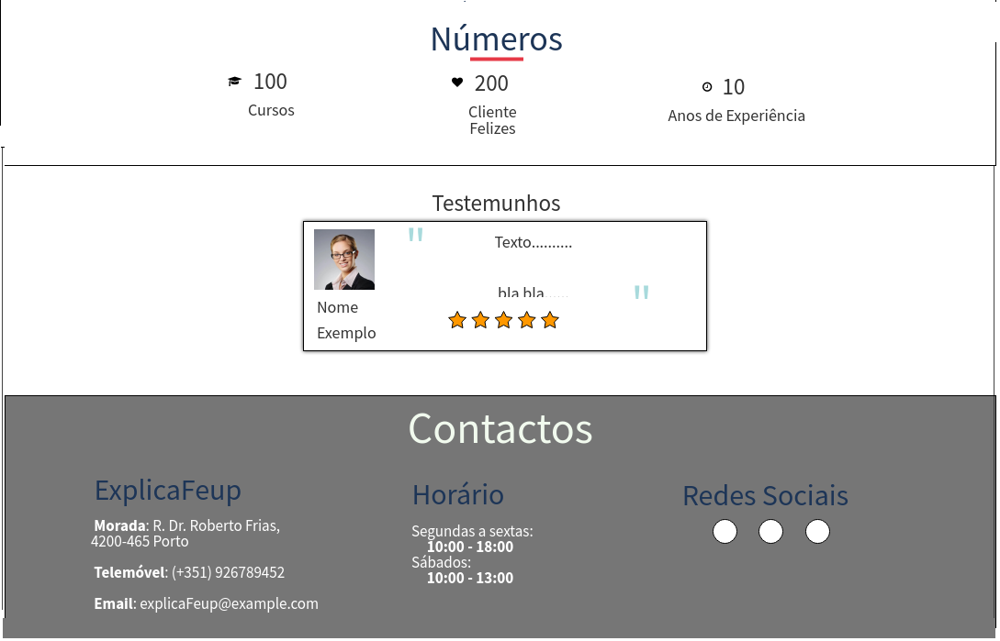 Números
100
Cursos
200
Cliente
Felizes
10
Anos de Experiência
Testemunhos
"
Texto..........
bla bla......
"
Nome
Exemplo
Contactos
ExplicaFeup
Morada: R. Dr. Roberto Frias,
4200-465 Porto
Telemóvel: (+351) 926789452
Email: explicaFeup@example.com
Horário
Segundas a sextas:
10:00 - 18:00
Sábados:
10:00 - 13:00
Redes Sociais